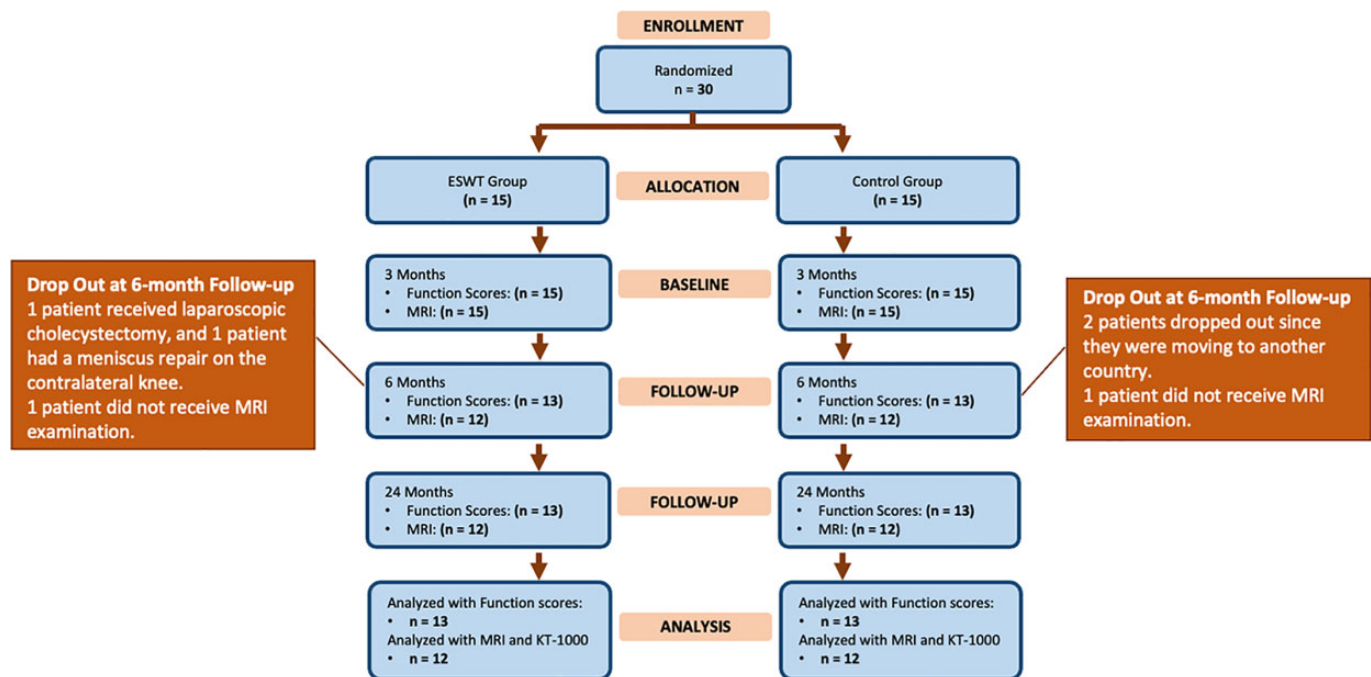 ENROLLMENT
Randomized
n = 30
ESWT Group
(n = 15)
ALLOCATION
Control Group
(n = 15)
3 Months
• Function Scores: (n = 15)
• MRI: (n = 15)
BASELINE
3 Months
• Function Scores: (n = 15)
• MRI: (n = 15)
Drop Out at 6-month Follow-up
1 patient received laparoscopic
cholecystectomy, and 1 patient
had a meniscus repair on the
contralateral knee.
1 patient did not receive MRI
examination.
Drop Out at 6-month Follow-up
2 patients dropped out since
they were moving to another
country.
1 patient did not receive MRI
examination.
6 Months
• Function Scores: (n = 13)
• MRI: (n = 12)
FOLLOW-UP
6 Months
• Function Scores: (n = 13)
• MRI: (n = 12)
24 Months
• Function Scores: (n = 13)
• MRI: (n = 12)
FOLLOW-UP
24 Months
• Function Scores: (n = 13)
• MRI: (n = 12)
Analyzed with Function scores:
• n = 13
Analyzed with MRI and KT-1000
• n = 12
ANALYSIS
Analyzed with Function scores:
• n = 13
Analyzed with MRI and KT-1000
• n = 12